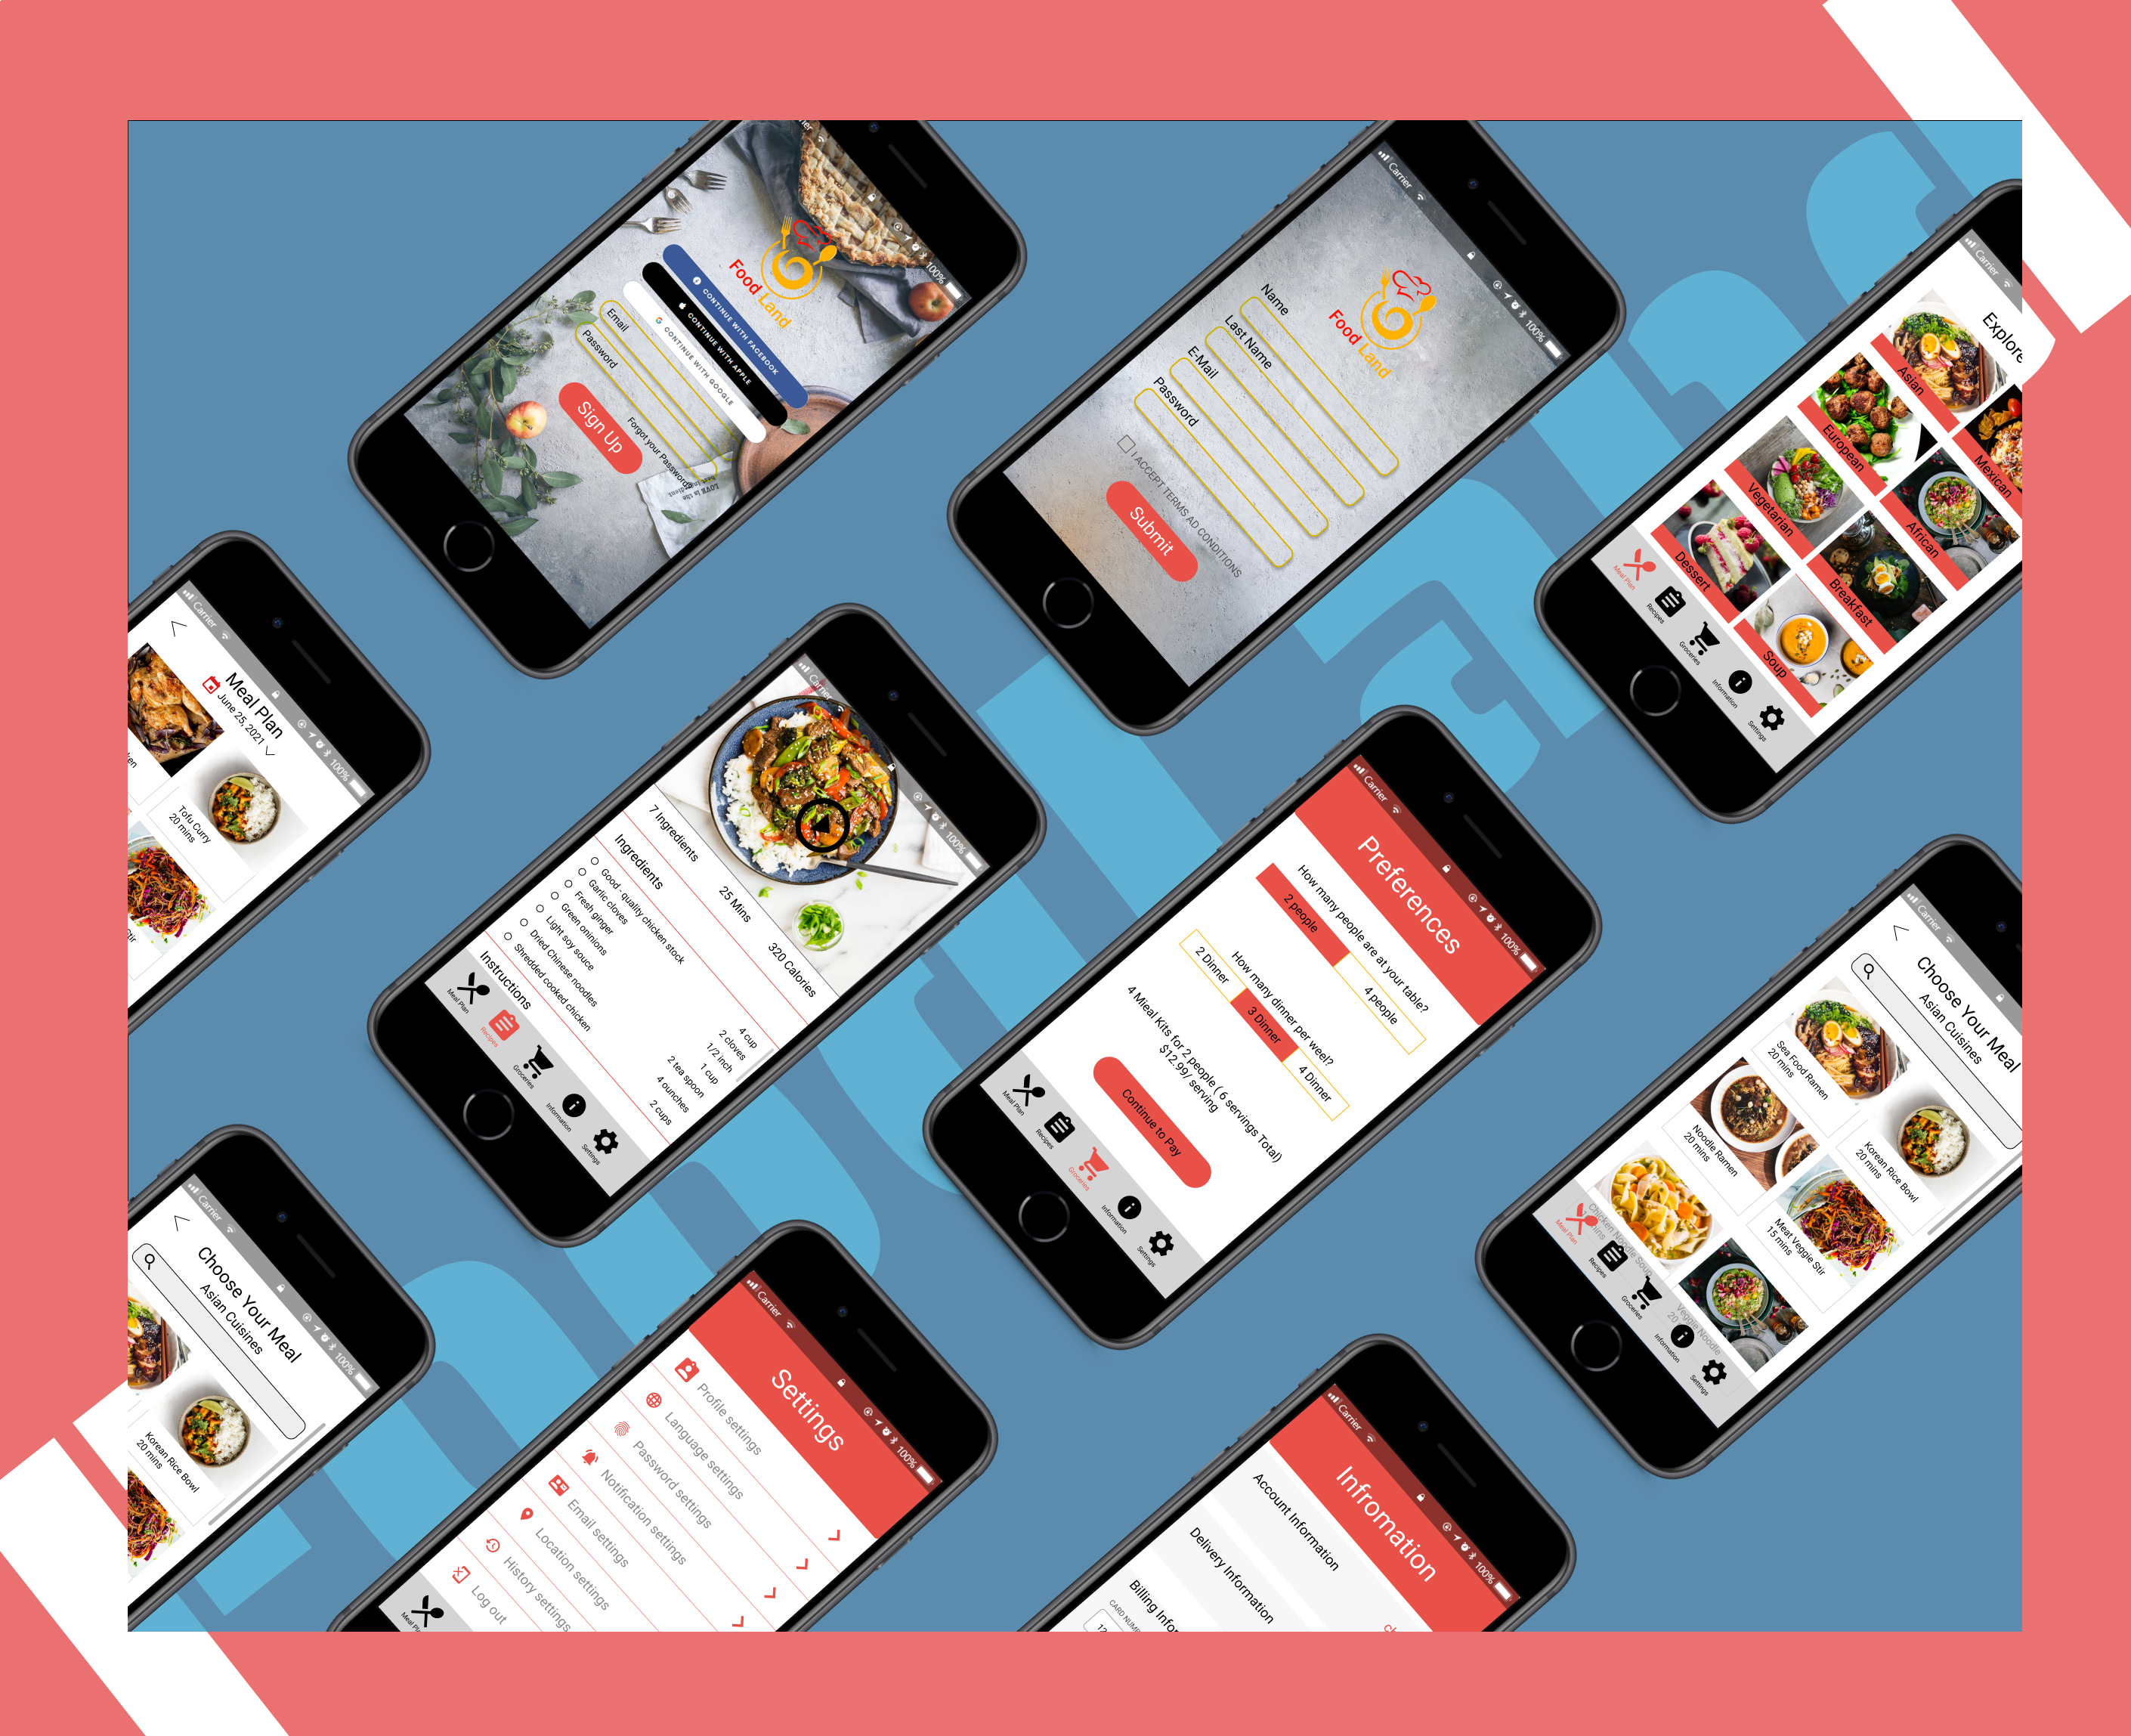 Carrier
100%
Food Land
CONTINUE WITH FACEBOOK
CONTINUE WITH APPLE
CONTINUE WITH GOOGLE
Email
Password
Forgot your Password?
Sign Up
LOVE is the
Carrier
100%
Food Land
Name
Last Name
E-Mail
Password
I ACCEPT TERMS AD CONDITIONS
Submit
Carrier
Explore
Asian
Mexican
European
African
Vegetarian
Breakfast
Dessert
Soup
Meal Plan
Recipes
Groceries
Information
Settings
Carrier
100%
Meal Plan
June 25,2021
Tofu Curry
20 mins
Stir
Carrier
100%
7 Ingredients
25 Mins
320 Calories
Ingredients
Good - quality chicken stock
4 cup
Garlic cloves
2 cloves
Fresh ginger
1/2 inch
Green oninions
1 cup
Light soy souce
2 tea spoon
Dried Chinese noodles
4 ounches
Shredded cooked chicken
2 cups
Instructions
Meal Plan
Recipes
Groceries
Information
Settings
Carrier
100%
Preferences
How many people are at your table?
2 people
4 people
How many dinner per weel?
2 Dinner
3 Dinner
4 Dinner
4 Mleal Kits for 2 people ( 6 servings Total)
$12.99/ serving
Continue to Pay
Meal Plan
Recipes
Groceries
Information
Settings
Carrier
Choose Your Meal
Asian Cuisines
Sea Food Ramen
20 mins
Korean Rice Bowl
20 mins
Noodle Ramen
20 mins
Meat Veggie Stir
15 mins
Chicken Noodle Soup
Veggie Noodle
20
Meal Plan
Recipes
Groceries
Information
Settings
Carrier
100%
Choose Your Meal
Asian Cuisines
Korean Rice Bowl
20 mins
Carrier
100%
Settings
Profile settings
Language settings
Password settings
Notification settings
Email settings
Location settings
History settings
Log out
Meal Pla
Carrier
100%
Infromation
Account Information
Delivery Information
Billing Infor
CARD NUMB